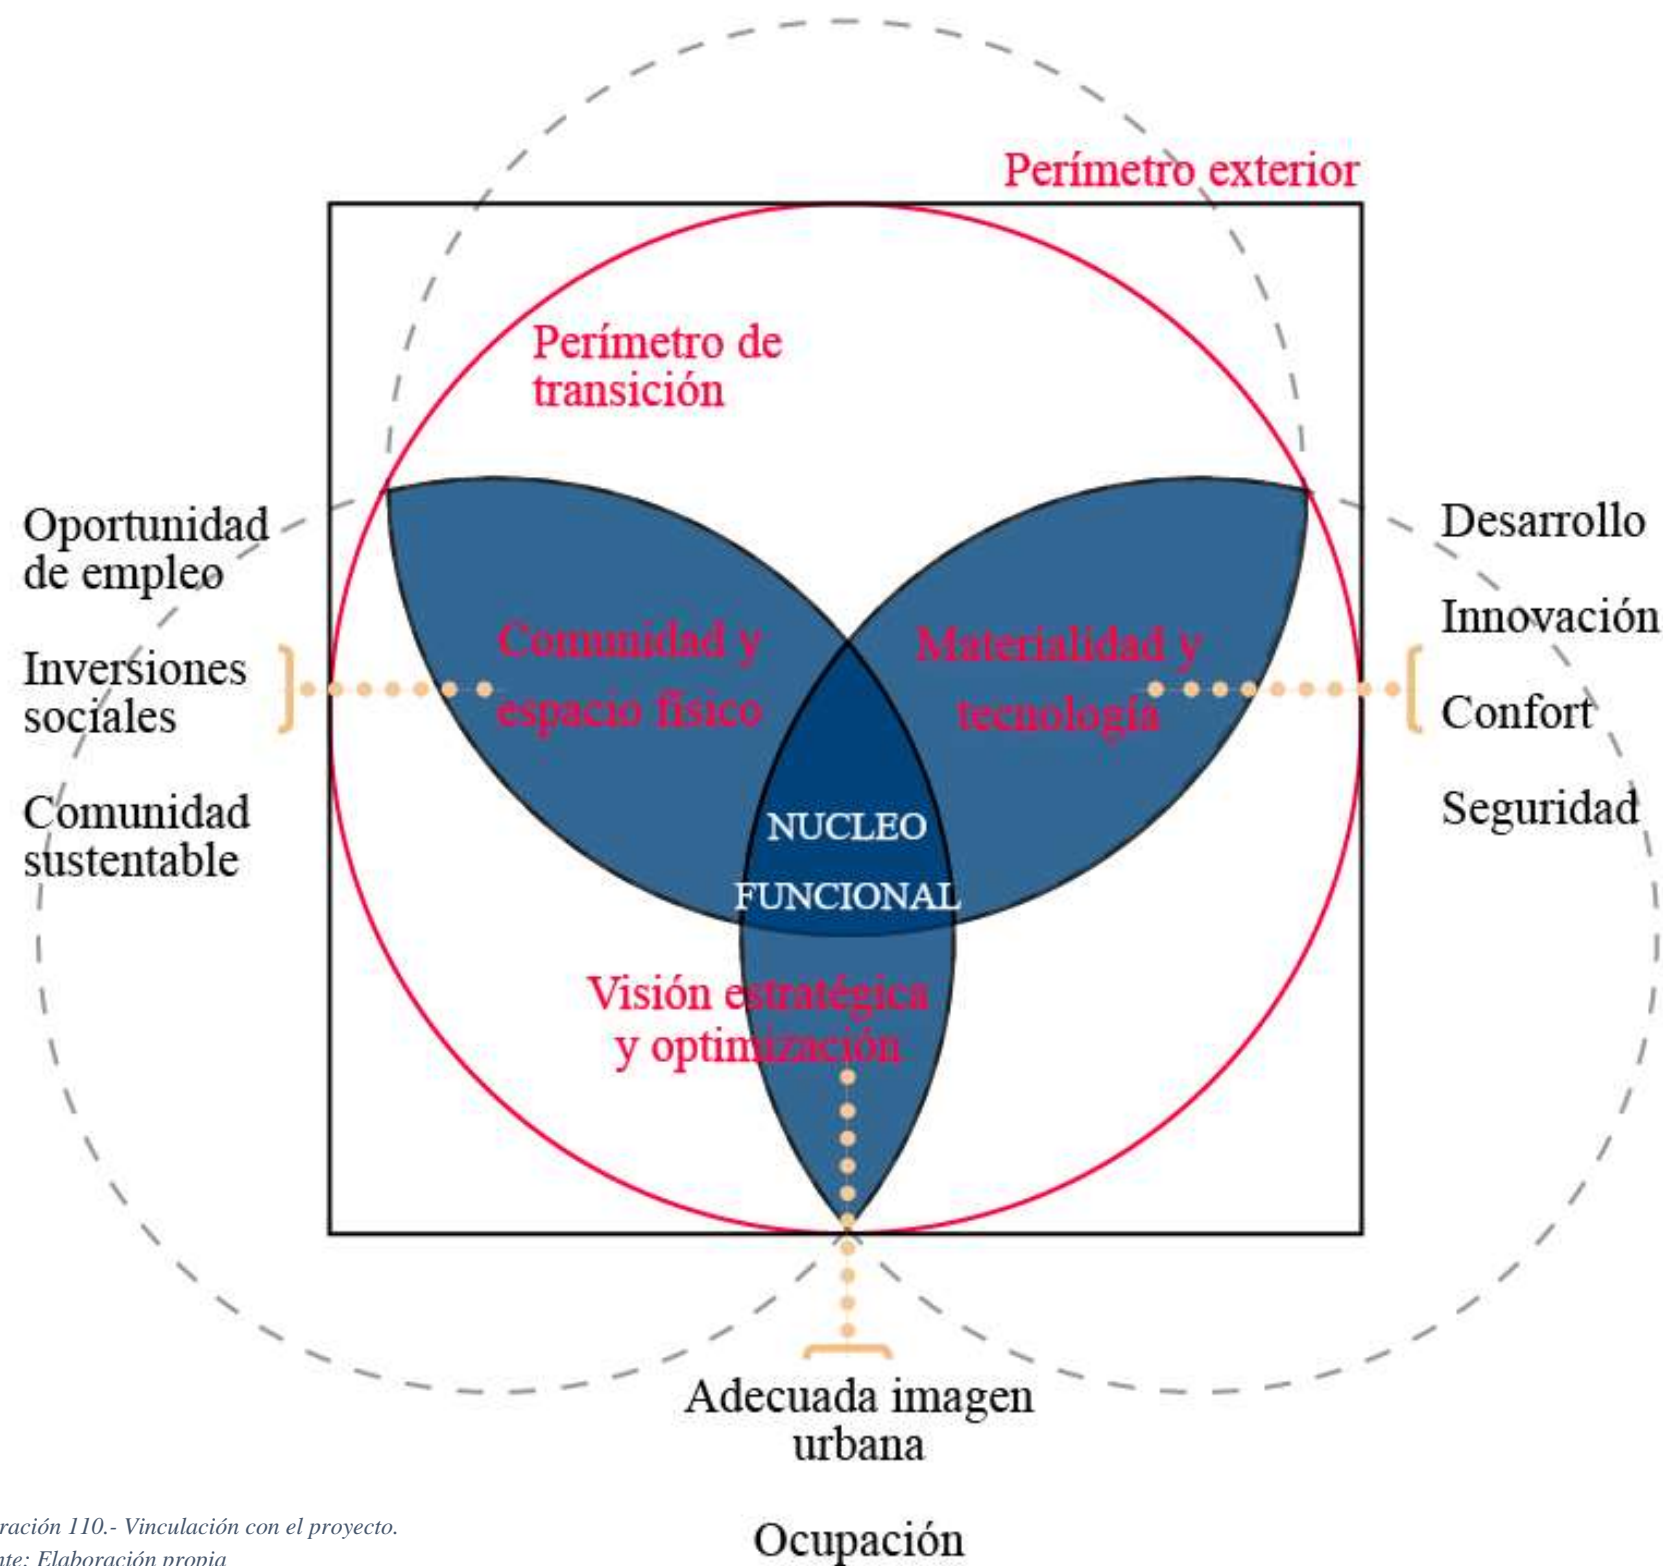 Perímetro exterior
Perímetro de
transición
Oportunidad
de empleo
Inversiones
sociales
Comunidad
sustentable
Comunidad y
espacio físico
Materialidad y
tecnología
Desarrollo
Innovación
Confort
Seguridad
NUCLEO
FUNCIONAL
Visión estratégica
y optimización
Adecuada imagen
urbana
Ocupación
ración 110.- Vinculación con el proyecto.
nte: Elaboración propia